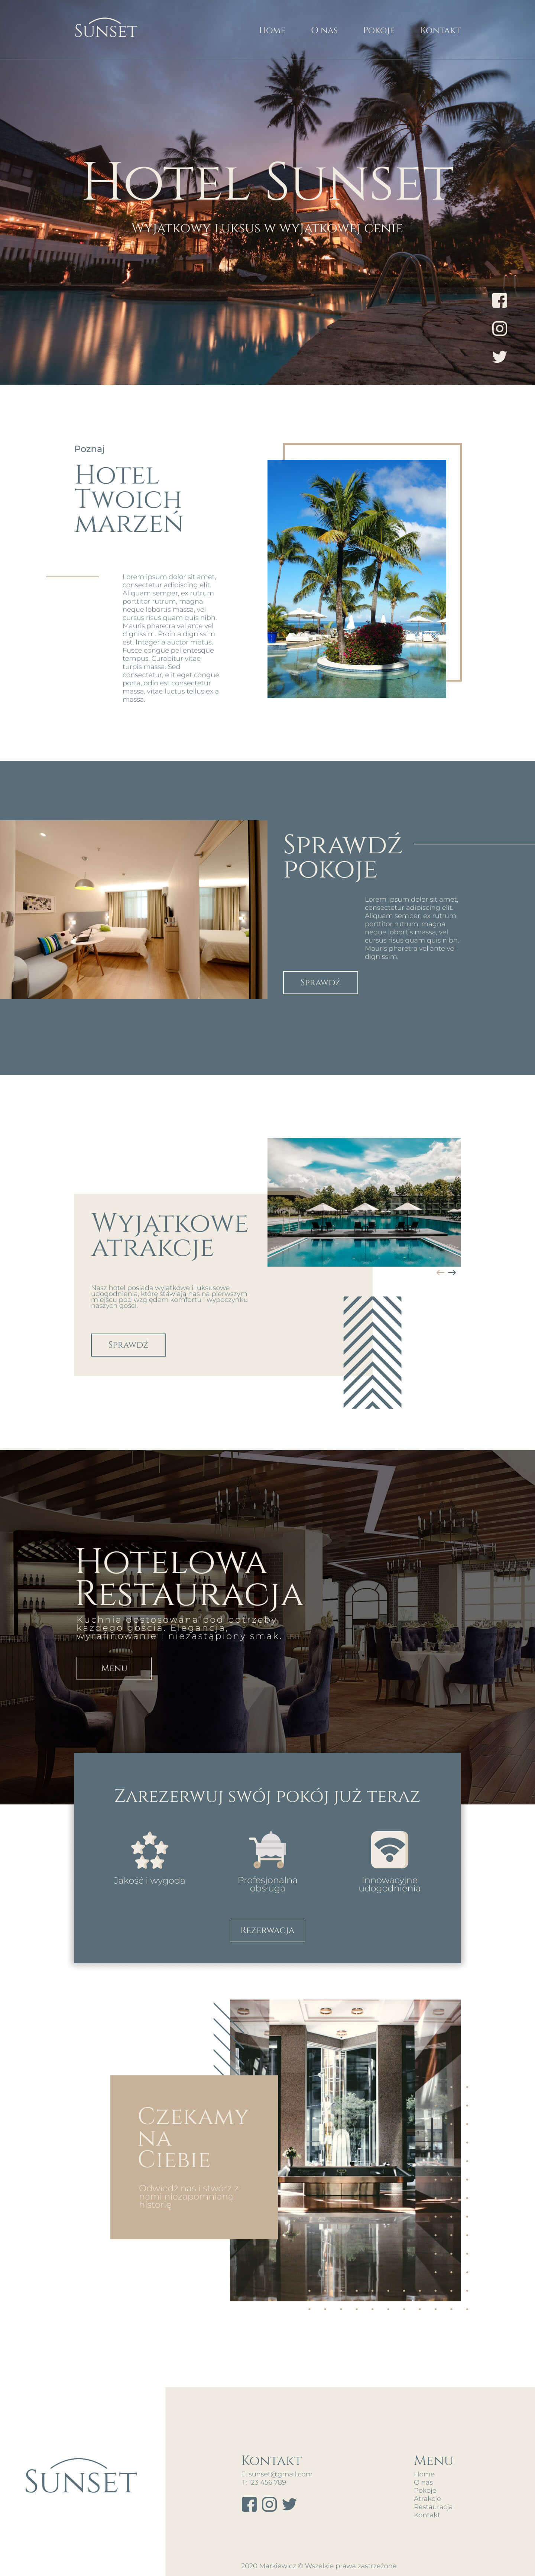 Sunset
Home O nas Pokoje Kontakt
Hotel Sunset
Wyjątkowy luksus w wyjątkowej cenie
Poznaj
Hotel
Twoich
marzeń
Lorem ipsum dolor sit amet,
consectetur adipiscing elit.
Aliquam semper, ex rutrum
porttitor rutrum, magna
neque lobortis massa, vel
cursus risus quam quis nibh.
Mauris pharetra vel ante vel
dignissim. Proin a dignissim
est. Integer a auctor metus.
Fusce congue pellentesque
tempus. Curabitur vitae
turpis massa. Sed
consectetur, elit eget congue
porta, odio est consectetur
massa, vitae luctus tellus ex a
massa.
Sprawdź
pokoje
Lorem ipsum dolor sit amet,
consectetur adipiscing elit.
Aliquam semper, ex rutrum
porttitor rutrum, magna
neque lobortis massa, vel
cursus risus quam quis nibh.
Mauris pharetra vel ante vel
dignissim.
Sprawdź
Wyjątkowe
atrakcje
Nasz hotel posiada wyjątkowe i luksusowe
udogodnienia, które stawiają nas na pierwszym
miejscu pod względem komfortu i wypoczynku
naszych gości.
Sprawdź
Hotelowa
Restauracja
Kuchnia dostosowana pod potrzeby
każdego gościa. Elegancja,
wyrafinowanie i niezastąpiony smak.
Menu
Zarezerwuj swój pokój już teraz
Jakość i wygoda
Profesjonalna
obsługa
Innowacyjne
udogodnienia
Rezerwacja
Czekamy
na
Ciebie
Odwiedź nas i stwórz z
nami niezapomnianą
historię
Sunset
Kontakt
E: sunset@gmail.com
T: 123 456 789
Menu
Home
O nas
Pokoje
Atrakcje
Restauracja
Kontakt
2020 Markiewicz © Wszelkie prawa zastrzeżone